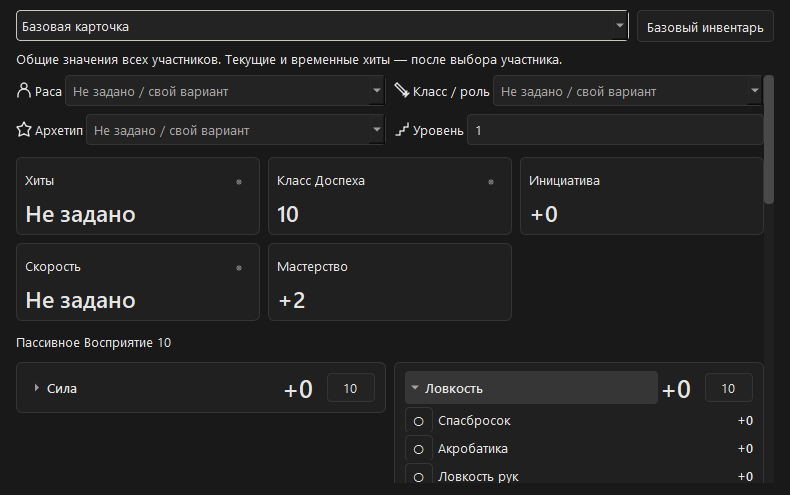 Базовая карточка Базовый инвентарь
Общие значения всех участников. Текущие и временные хиты — после выбора участника.
Раса Не задано / свой вариант Класс / роль Не задано / свой вариант
Архетип Не задано / свой вариант Уровень 1
Хиты Класс Доспеха Инициатива
Не задано 10 +0
Скорость Мастерство
Не задано +2
Пассивное Восприятие 10
Сила +0 10 Ловкость +0 10
Спасбросок +0
Акробатика +0
Ловкость рук +0